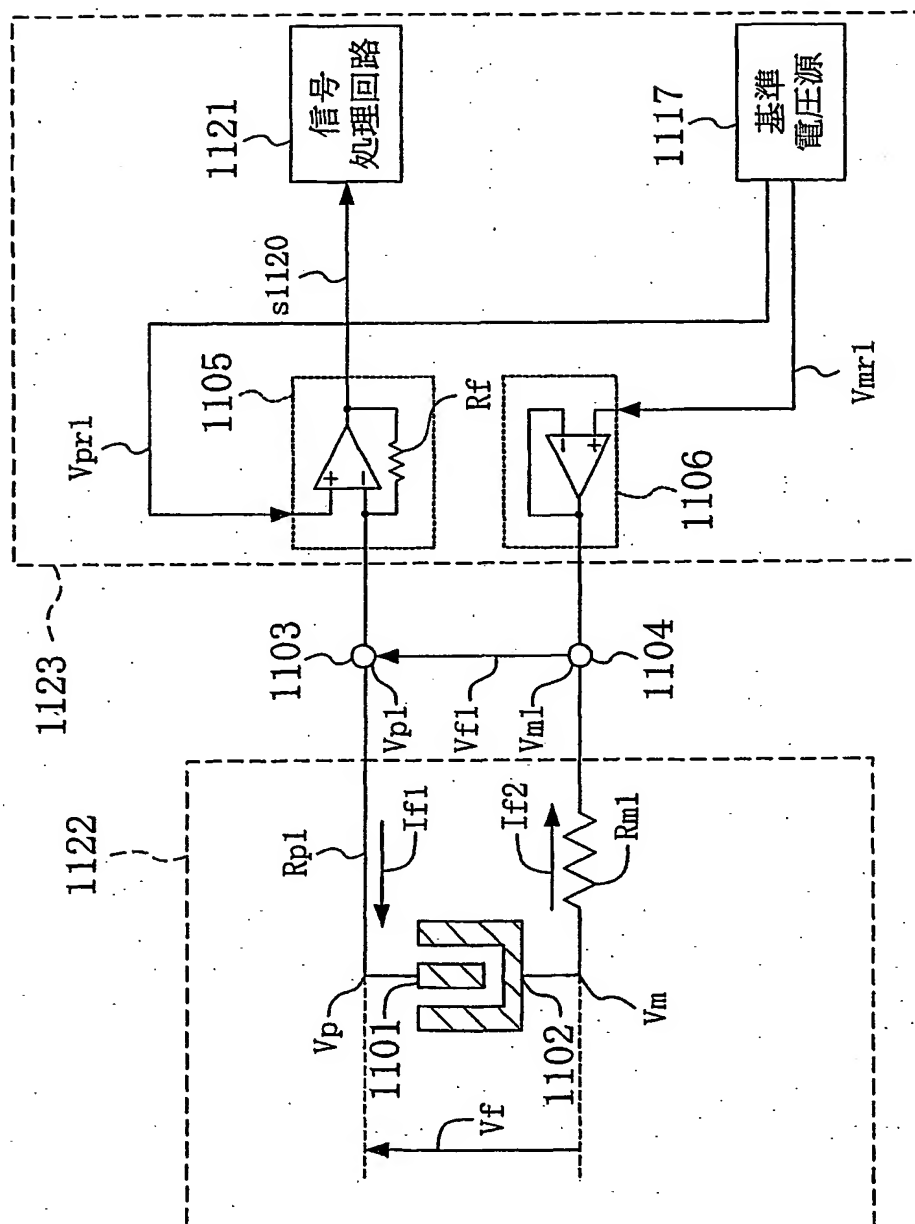 1122
1123
Vf
Vp
1101
1102
Vm
Rp1
If1
If2
Rm1
1103
Vp1
Vf1
Vm1
1104
Vpr1
1105
+
-
Rf
1106
-
+
Vmr1
s1120
1121
信号
処理回路
1117
基準
電圧源